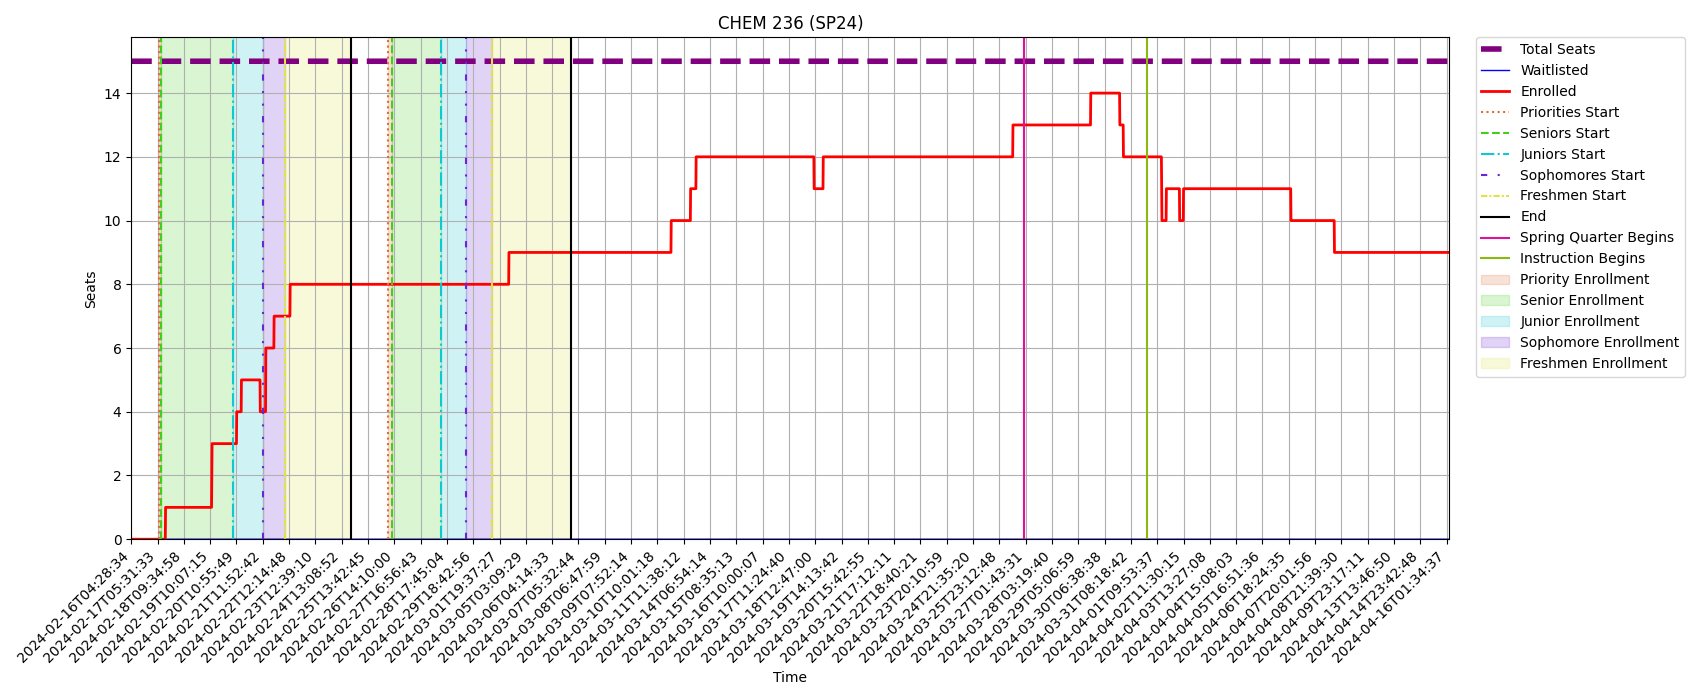 CHEM 236 (SP24)
Seats
14
12
10
8
6
4
2
0
2024-02-16T04:28:34
2024-02-17T05:31:33
2024-02-18T09:34:58
2024-02-19T10:07:15
2024-02-20T10:55:49
2024-02-21T11:52:42
2024-02-22T12:14:48
2024-02-23T12:39:10
2024-02-24T13:08:52
2024-02-25T13:42:45
2024-02-26T14:10:00
2024-02-27T16:56:43
2024-02-28T17:45:04
2024-02-29T18:42:56
2024-03-01T19:37:27
2024-03-05T03:09:29
2024-03-06T04:14:33
2024-03-07T05:32:44
2024-03-08T06:47:59
2024-03-09T07:52:14
2024-03-10T10:01:18
2024-03-11T11:38:12
2024-03-14T06:54:14
2024-03-15T08:35:13
2024-03-16T10:00:07
2024-03-17T11:24:40
2024-03-18T12:47:00
2024-03-19T14:13:42
2024-03-20T15:42:55
2024-03-21T17:12:11
2024-03-22T18:40:21
2024-03-23T20:10:59
2024-03-24T21:35:20
2024-03-25T23:12:48
2024-03-27T01:43:31
2024-03-28T03:19:40
2024-03-29T05:06:59
2024-03-30T06:38:38
2024-03-31T08:18:42
2024-04-01T09:53:37
2024-04-02T11:30:15
2024-04-03T13:27:08
2024-04-04T15:08:03
2024-04-05T16:51:36
2024-04-06T18:24:35
2024-04-07T20:01:56
2024-04-08T21:39:30
2024-04-09T23:17:11
2024-04-13T13:46:50
2024-04-14T23:42:48
2024-04-16T01:34:37
Time
Total Seats
Waitlisted
Enrolled
Priorities Start
Seniors Start
Juniors Start
Sophomores Start
Freshmen Start
End
Spring Quarter Begins
Instruction Begins
Priority Enrollment
Senior Enrollment
Junior Enrollment
Sophomore Enrollment
Freshmen Enrollment